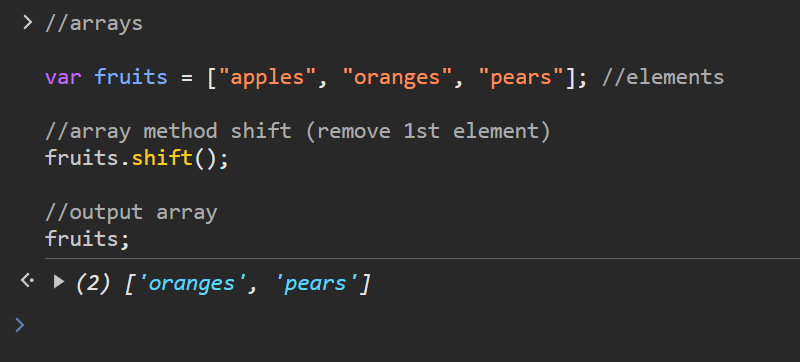 //arrays
var fruits = ["apples", "oranges", "pears"]; //elements
//array method shift (remove 1st element)
fruits.shift();
//output array
fruits;
(2) ['oranges', 'pears']